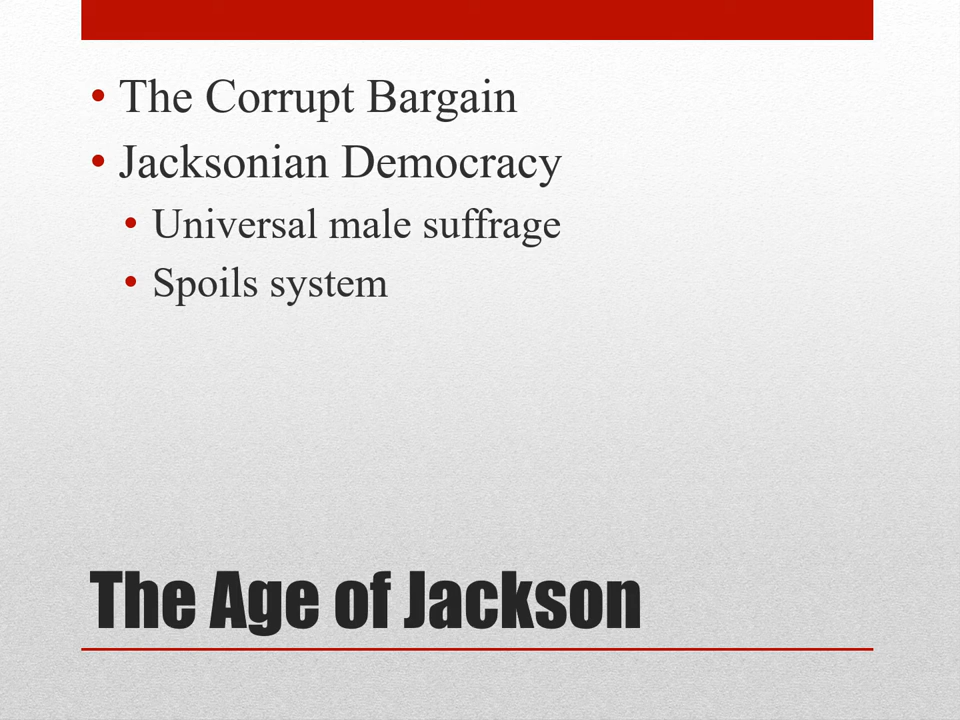 • The Corrupt Bargain
• Jacksonian Democracy
• Universal male suffrage
• Spoils system
The Age of Jackson